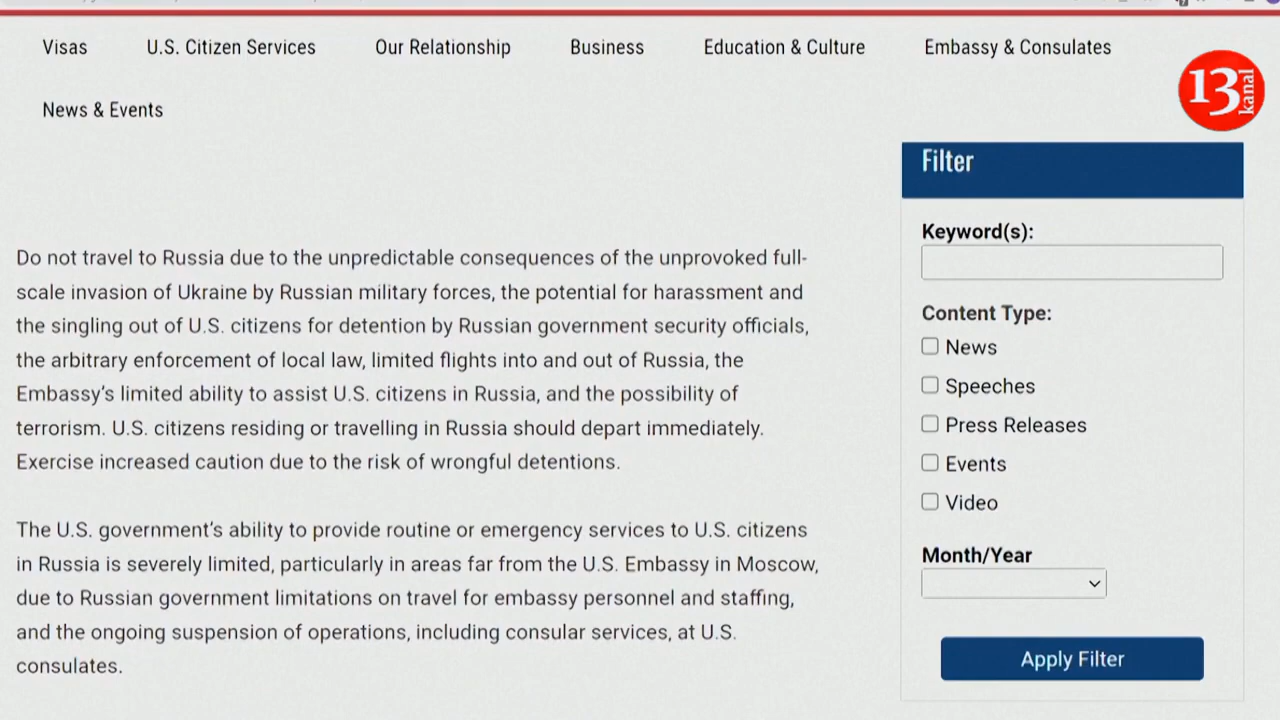 Visas
U.S. Citizen Services
Our Relationship
Business
Education & Culture
Embassy & Consulates
News & Events
13
kanal
Do not travel to Russia due to the unpredictable consequences of the unprovoked full-
scale invasion of Ukraine by Russian military forces, the potential for harassment and
the singling out of U.S. citizens for detention by Russian government security officials,
the arbitrary enforcement of local law, limited flights into and out of Russia, the
Embassy’s limited ability to assist U.S. citizens in Russia, and the possibility of
terrorism. U.S. citizens residing or travelling in Russia should depart immediately.
Exercise increased caution due to the risk of wrongful detentions.
The U.S. government’s ability to provide routine or emergency services to U.S. citizens
in Russia is severely limited, particularly in areas far from the U.S. Embassy in Moscow,
due to Russian government limitations on travel for embassy personnel and staffing,
and the ongoing suspension of operations, including consular services, at U.S.
consulates.
Filter
Keyword(s):
Content Type:
News
Speeches
Press Releases
Events
Video
Month/Year
Apply Filter